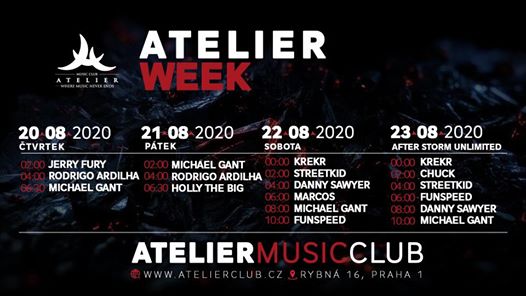 MUSIC CLUB
ATELIER
WHERE MUSIC NEVER ENDS
ATELIER
WEEK
20•08•2020
ČTVRTEK
02:00 JERRY FURY
04:00 RODRIGO ARDILHA
06:30 MICHAEL GANT
21•08•2020
PÁTEK
02:00 MICHAEL GANT
04:00 RODRIGO ARDILHA
06:30 HOLLY THE BIG
22•08•2020
SOBOTA
00:00 KREKR
02:00 STREETKID
04:00 DANNY SAWYER
06:00 MARCOS
08:00 MICHAEL GANT
10:00 FUNSPEED
23•08•2020
AFTER STORM UNLIMITED
00:00 KREKR
02:00 CHUCK
04:00 STREETKID
06:00 FUNSPEED
08:00 DANNY SAWYER
10:00 MICHAEL GANT
ATELIERMUSICCLUB
WWW.ATELIERCLUB.CZ RYBNÁ 16, PRAHA 1